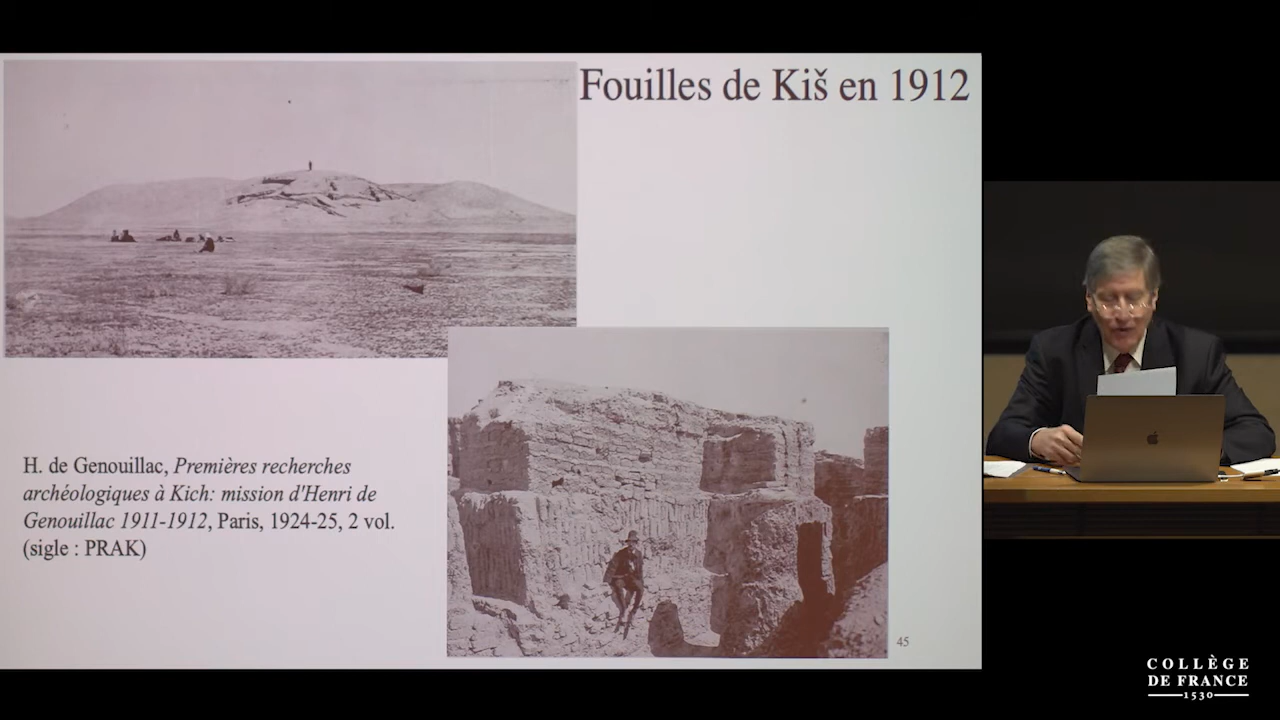 Fouilles de Kiš en 1912
H. de Genouillac, Premières recherches
archéologiques à Kich: mission d'Henri de
Genouillac 1911-1912, Paris, 1924-25, 2 vol.
(sigle : PRAK)
45
COLLÈGE
DE FRANCE
1530